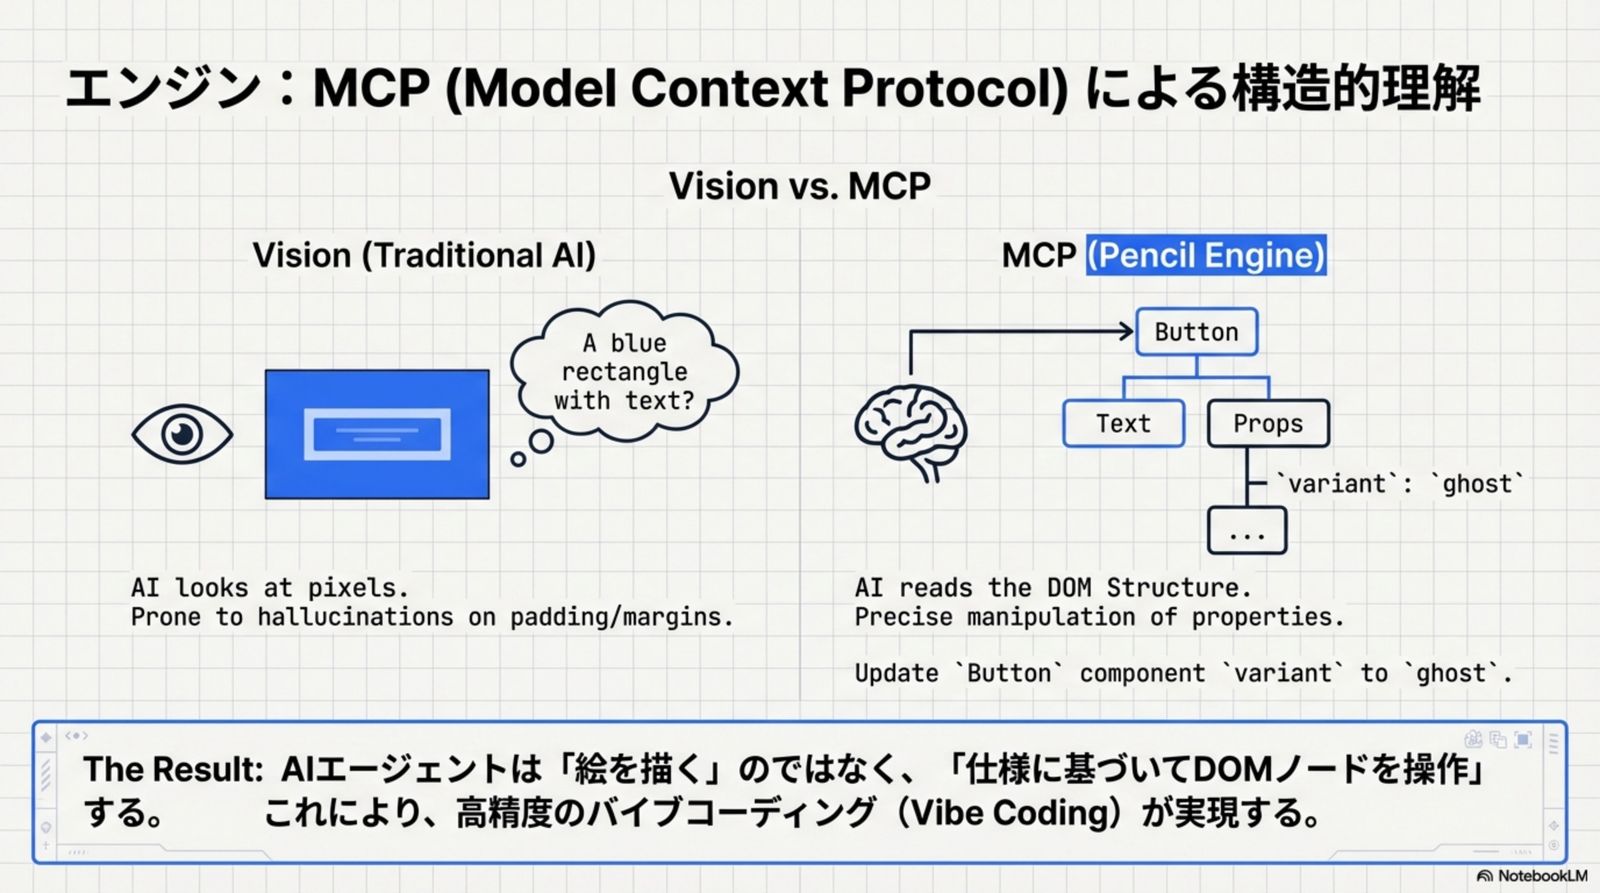 エンジン：MCP (Model Context Protocol) による構造的理解
Vision vs. MCP
Vision (Traditional AI)
A blue
rectangle
with text?
AI looks at pixels.
Prone to hallucinations on padding/margins.
MCP (Pencil Engine)
Button
Text
Props
`variant`: `ghost`
...
AI reads the DOM Structure.
Precise manipulation of properties.
Update `Button` component `variant` to `ghost`.
The Result: AIエージェントは「絵を描く」のではなく、「仕様に基づいてDOMノードを操作」
する。 これにより、高精度のバイブコーディング（Vibe Coding）が実現する。
NotebookLM